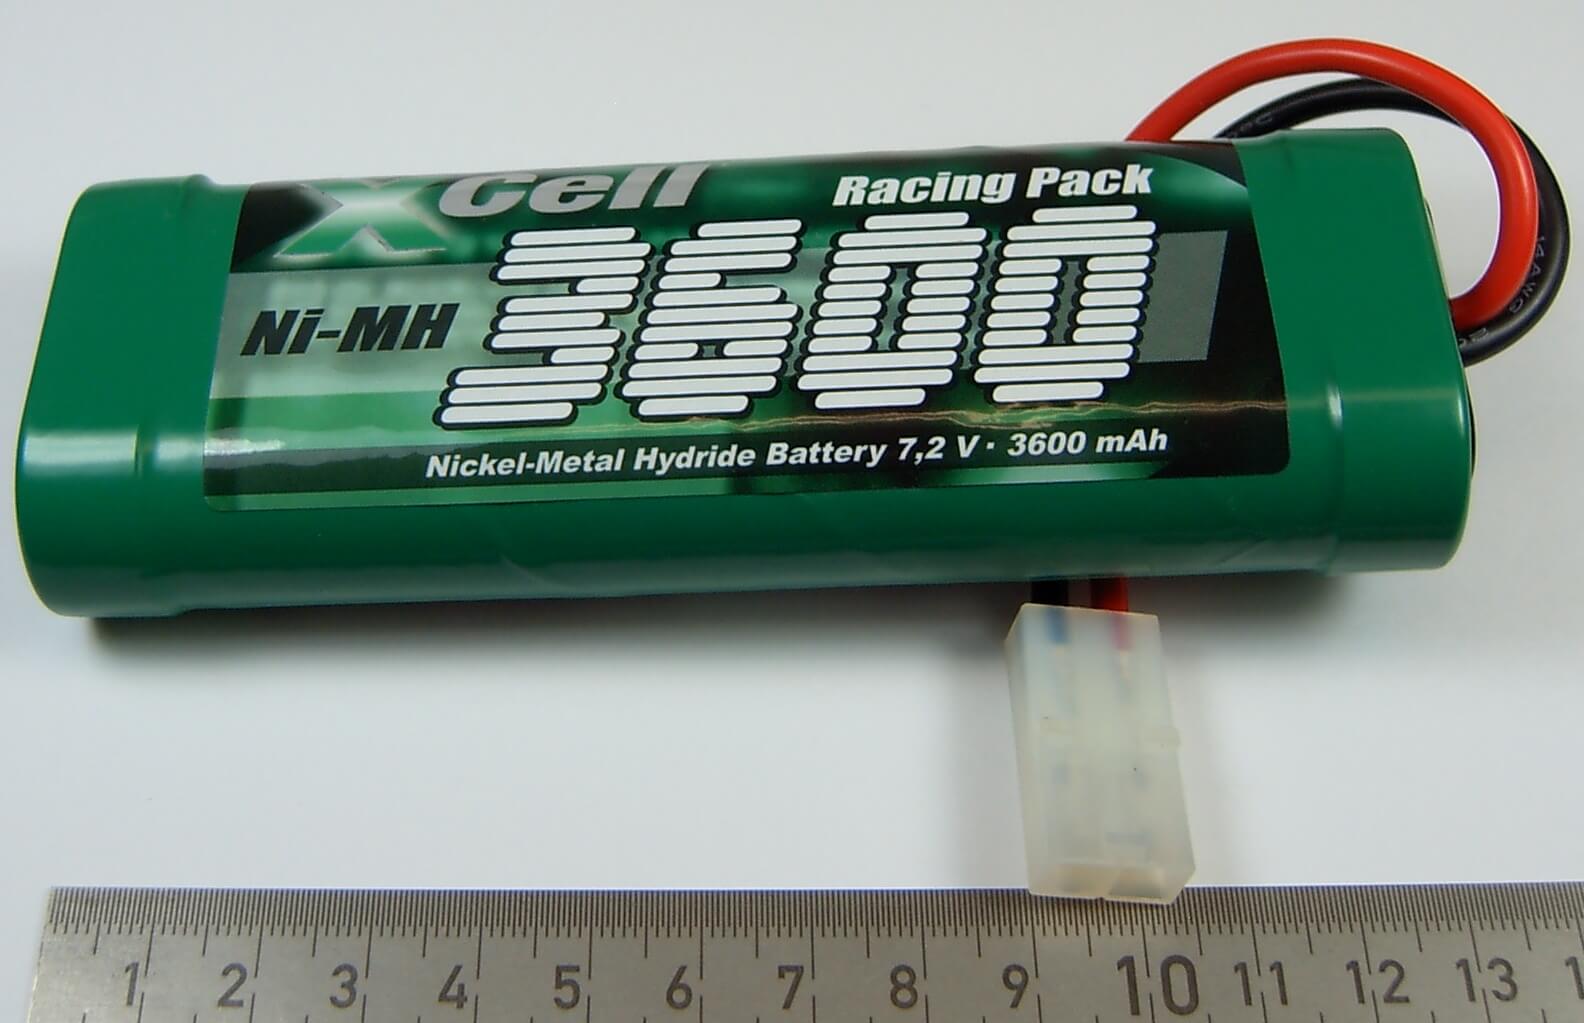 XCell
Racing Pack
Ni-MH
3600
Nickel-Metal Hydride Battery 7,2 V · 3600 mAh
14AWG
1 2 3 4 5 6 7 8 9 10 11 12 13